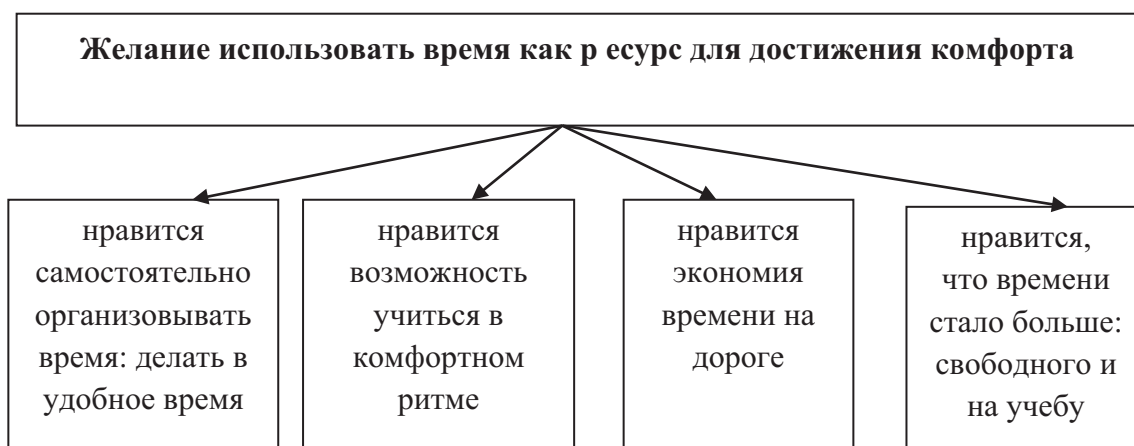 Желание использовать время как р есурс для достижения комфорта
нравится
самостоятельно
организовывать
время: делать в
удобное время
нравится
возможность
учиться в
комфортном
ритме
нравится
экономия
времени на
дороге
нравится,
что времени
стало больше:
свободного и
на учебу